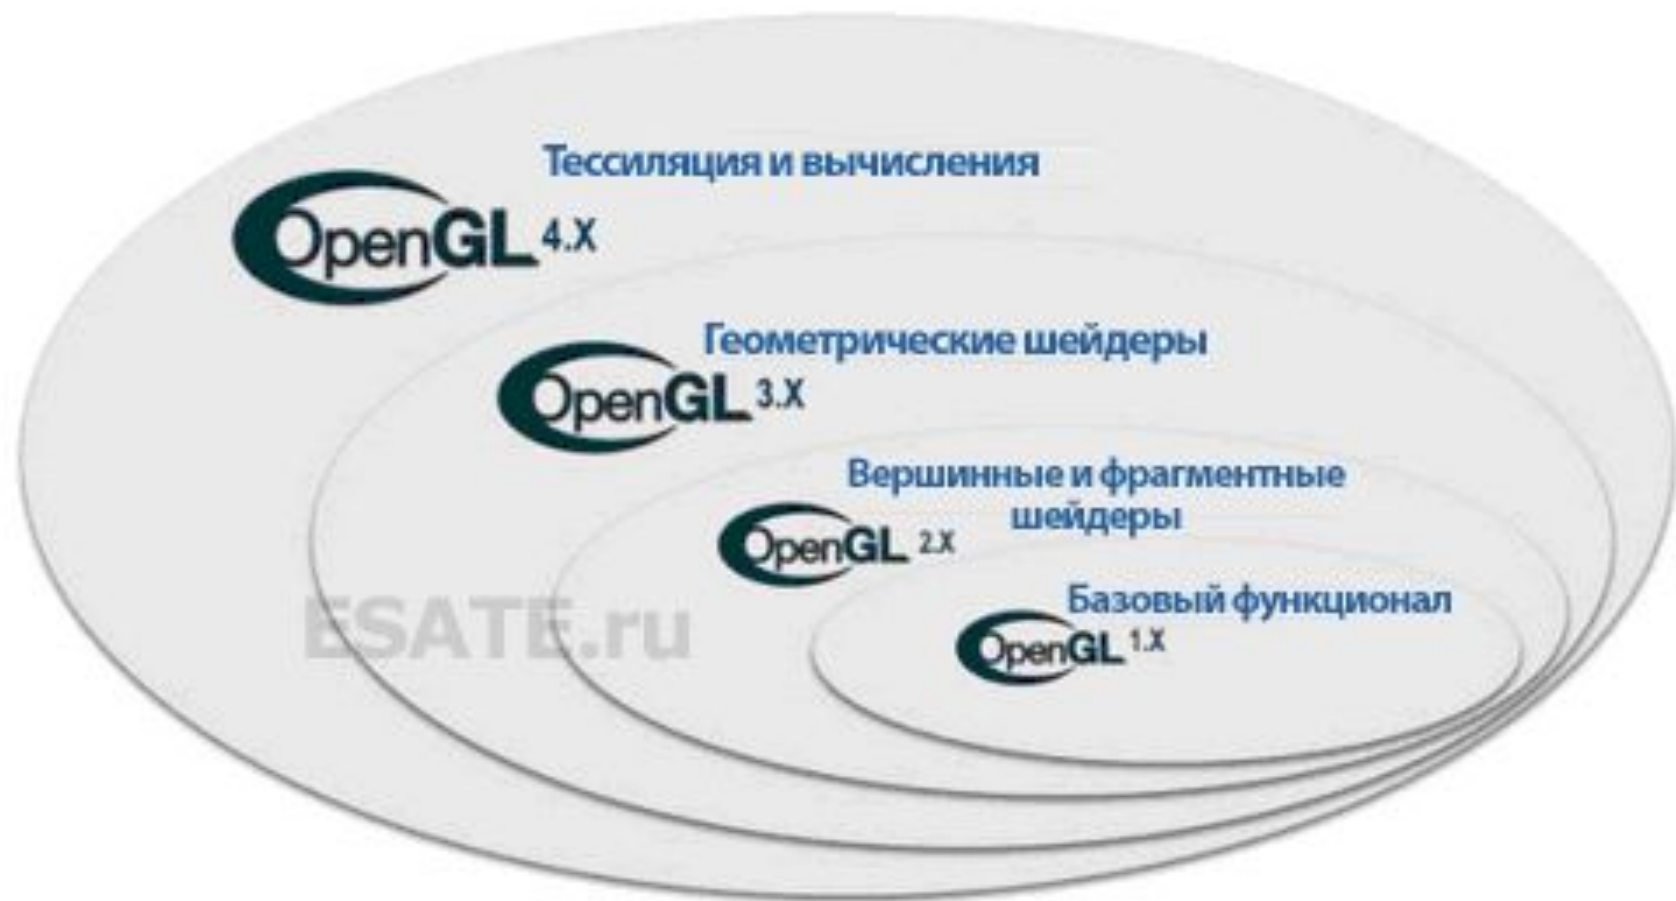 Тессиляция и вычисления
OpenGL 4.X
Геометрические шейдеры
OpenGL 3.X
Вершинные и фрагментные
шейдеры
OpenGL 2.X
Базовый функционал
OpenGL 1.X
ESATE.ru